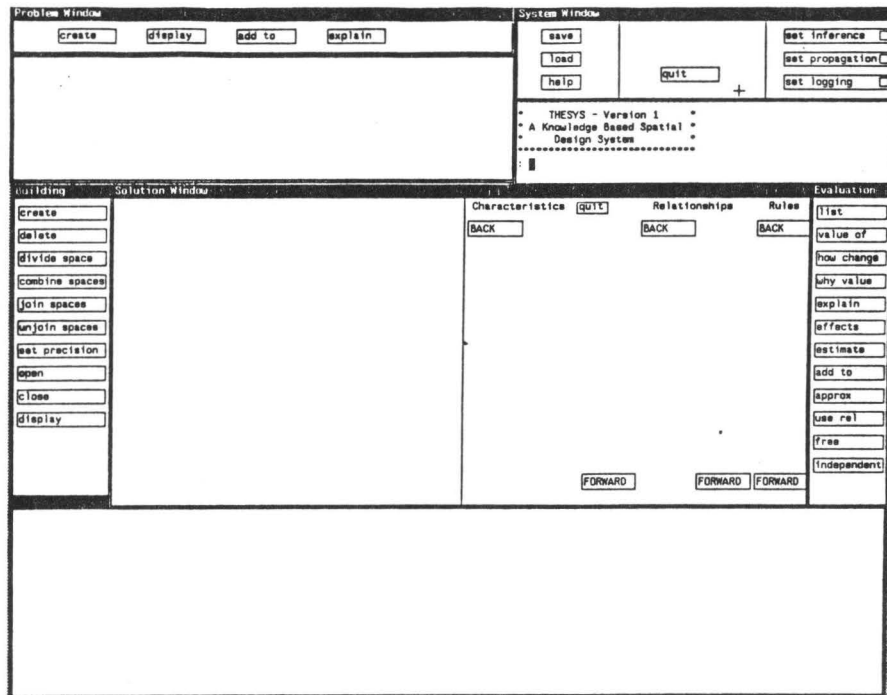 Problem Window
create display add to explain
System Window
save
load
help
quit
set inference
set propagation
set logging
* THESYS - Version 1 *
* A Knowledge Based Spatial *
* Design System *
******************************
:
Building
create
delete
divide space
combine spaces
join spaces
unjoin spaces
set precision
open
close
display
Solution Window
Characteristics quit Relationships Rules
BACK BACK BACK
FORWARD FORWARD FORWARD
Evaluation
list
value of
how change
why value
explain
effects
estimate
add to
approx
use rel
free
independent